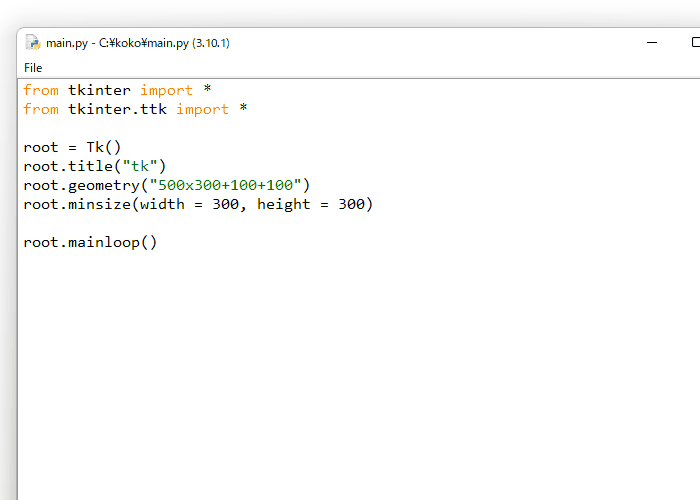 main.py - C:¥koko¥main.py (3.10.1)
File
from tkinter import *
from tkinter.ttk import *
root = Tk()
root.title("tk")
root.geometry("500x300+100+100")
root.minsize(width = 300, height = 300)
root.mainloop()